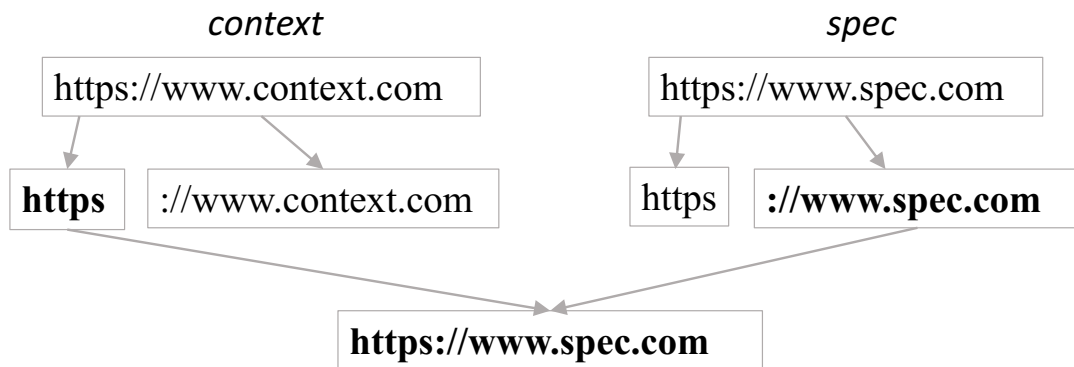 context
spec
https://www.context.com
https://www.spec.com
https
://www.context.com
https
://www.spec.com
https://www.spec.com